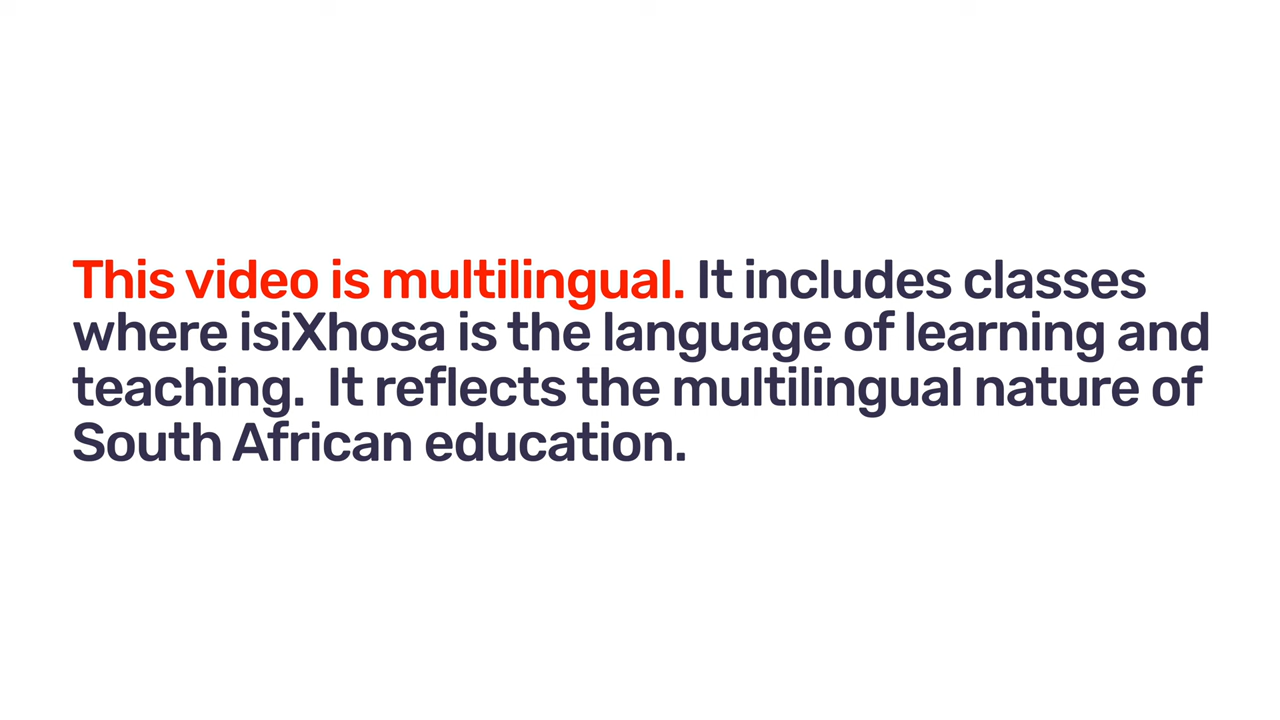 This video is multilingual. It includes classes
where isiXhosa is the language of learning and
teaching.  It reflects the multilingual nature of
South African education.